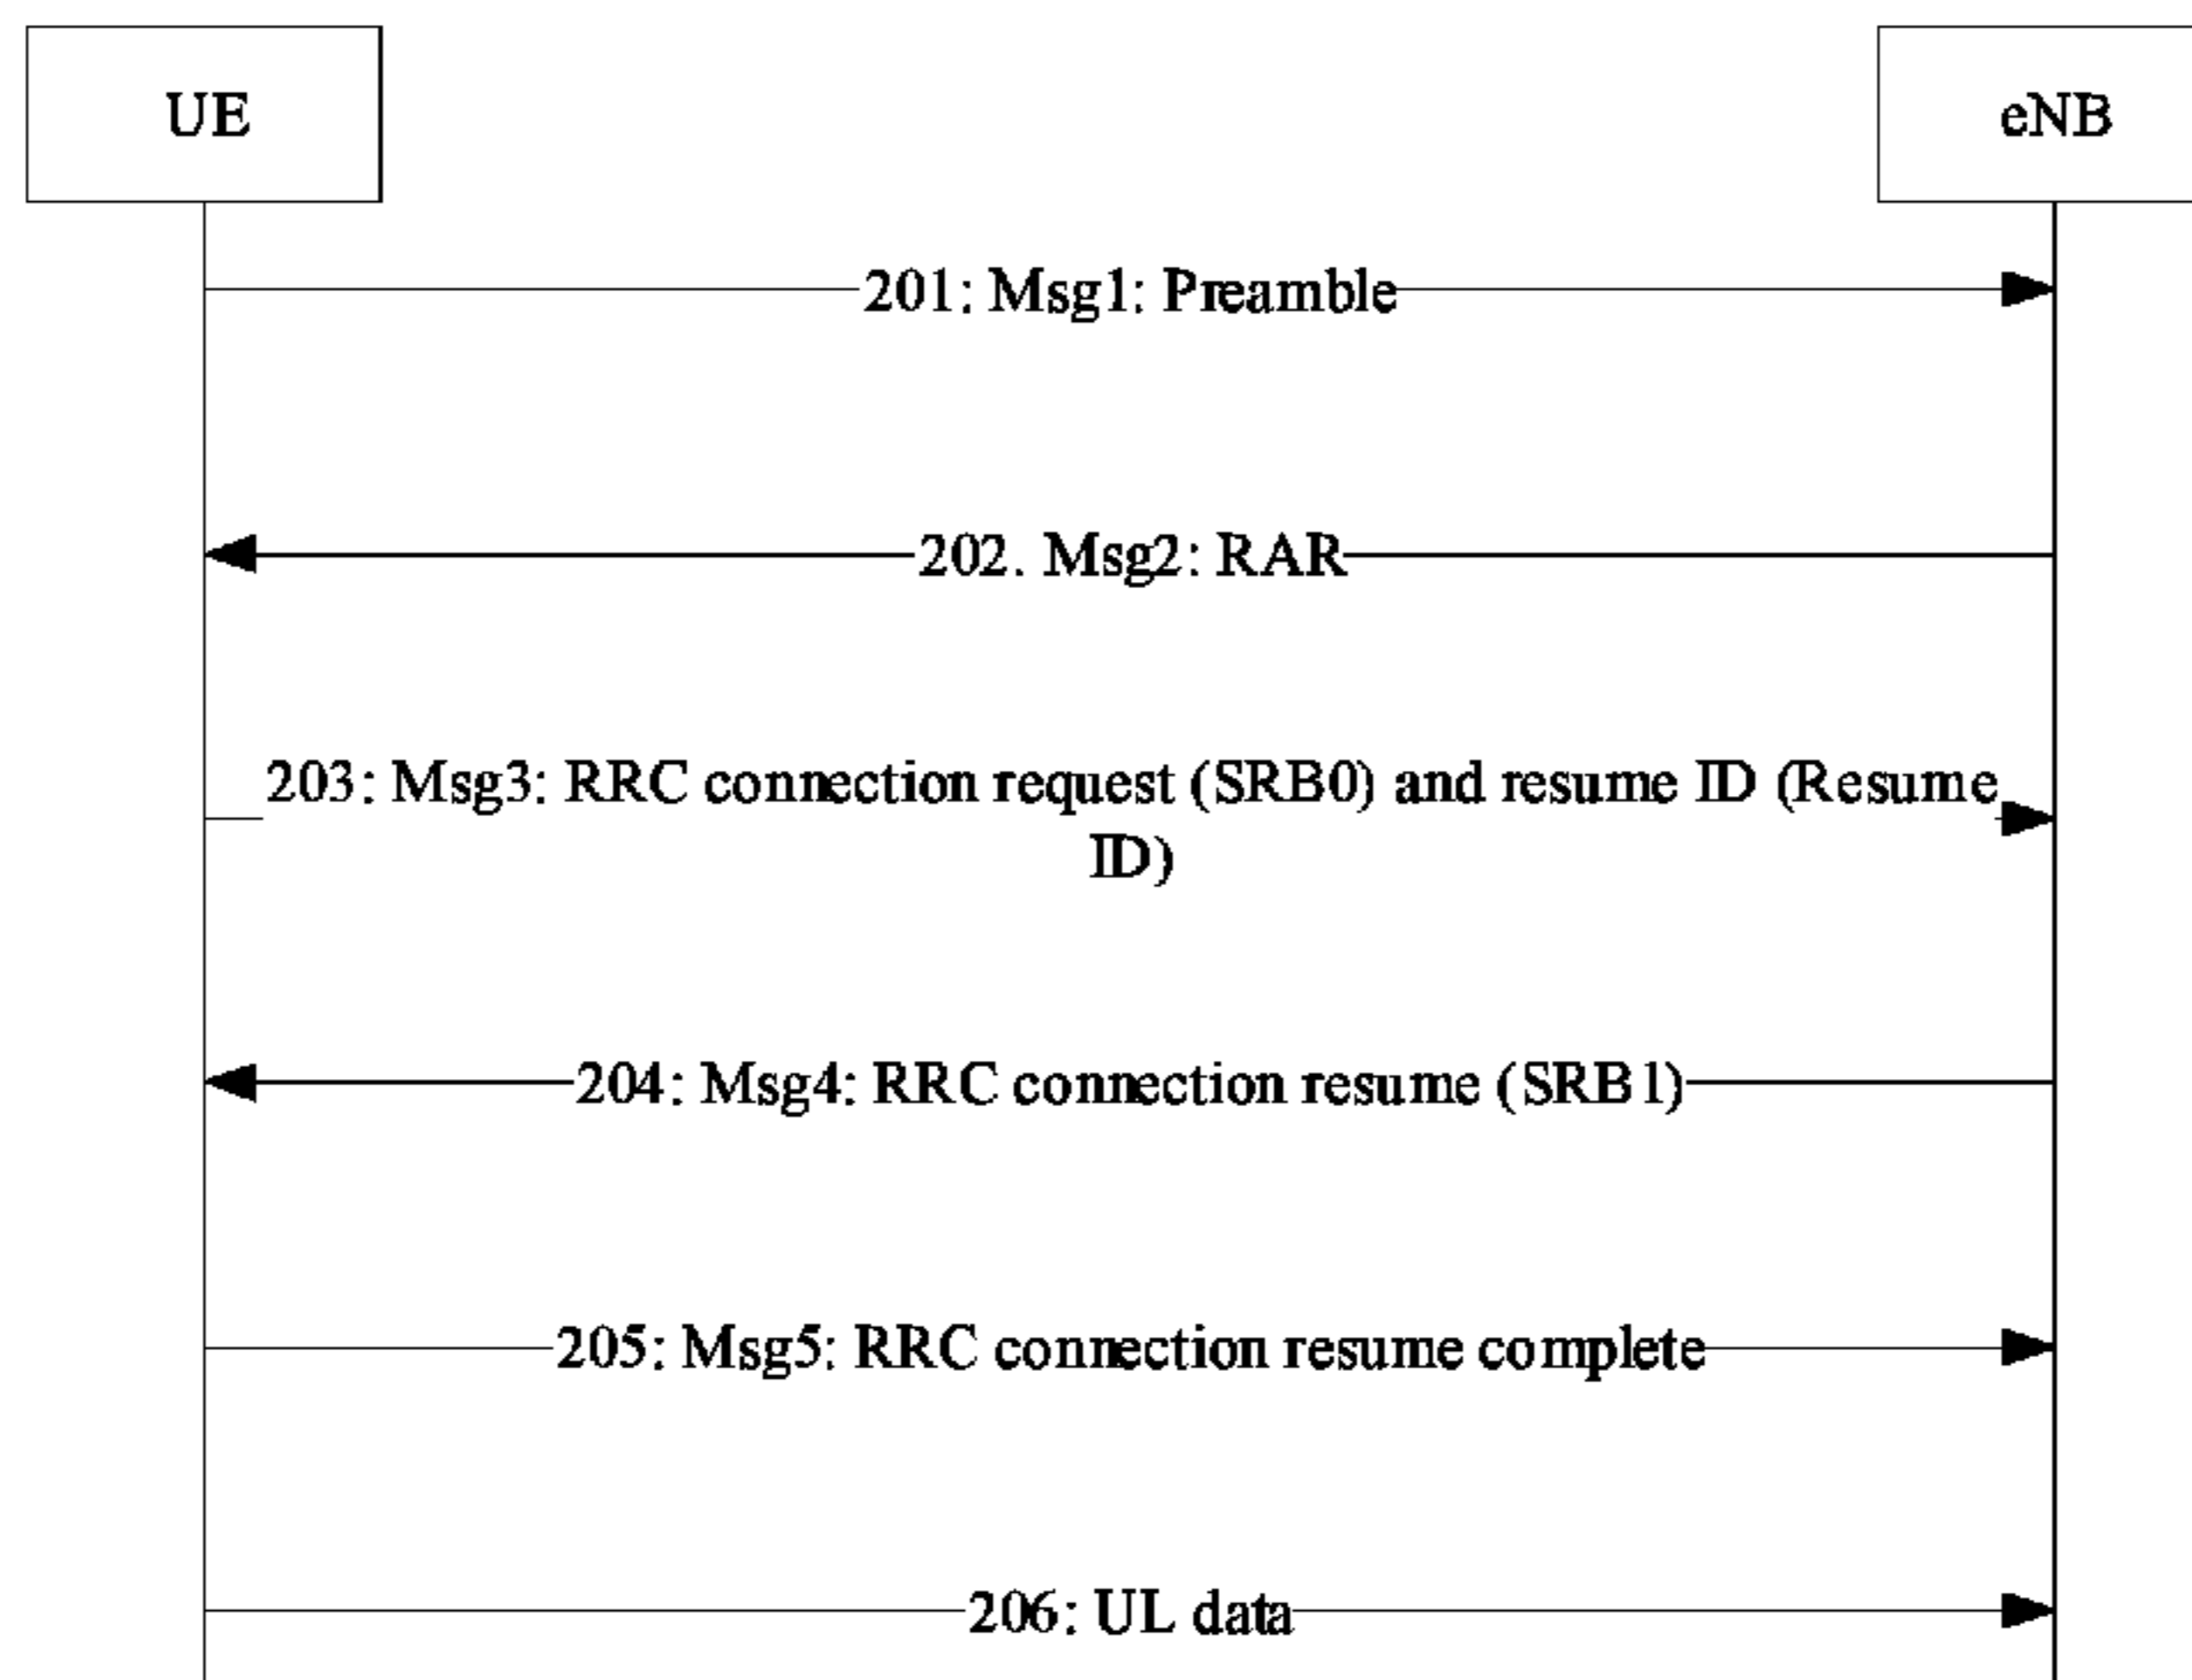 UE
eNB
201: Msg1: Preamble
202. Msg2: RAR
203: Msg3: RRC connection request (SRB0) and resume ID (Resume
ID)
204: Msg4: RRC connection resume (SRB1)
205: Msg5: RRC connection resume complete
206: UL data